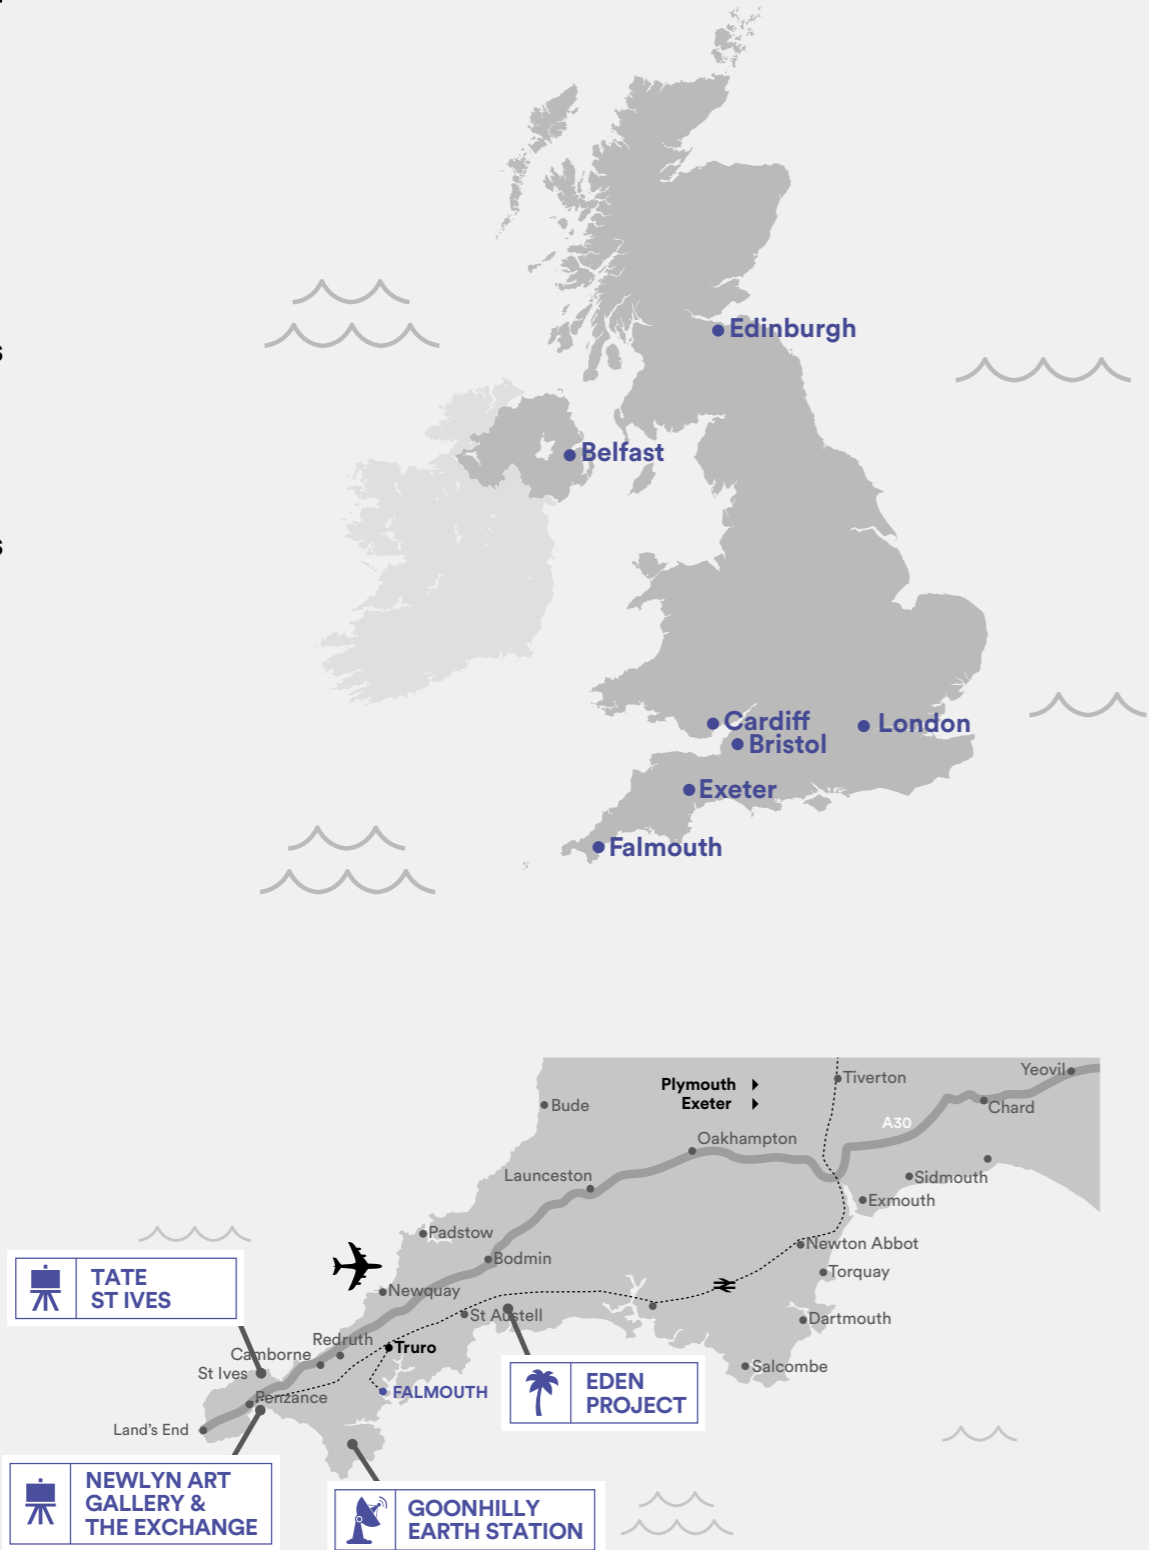 Edinburgh
Belfast
Cardiff
London
Bristol
Exeter
Falmouth
Yeovil
Plymouth
Tiverton
Exeter
Bude
Chard
A30
Oakhampton
Launceston
Sidmouth
Exmouth
Padstow
Newton Abbot
Bodmin
Torquay
TATE
ST IVES
Newquay
St Austell
Dartmouth
Redruth
Truro
Camborne
Salcombe
St Ives
EDEN
PROJECT
FALMOUTH
Penzance
Land's End
NEWLYN ART
GALLERY &
THE EXCHANGE
GOONHILLY
EARTH STATION